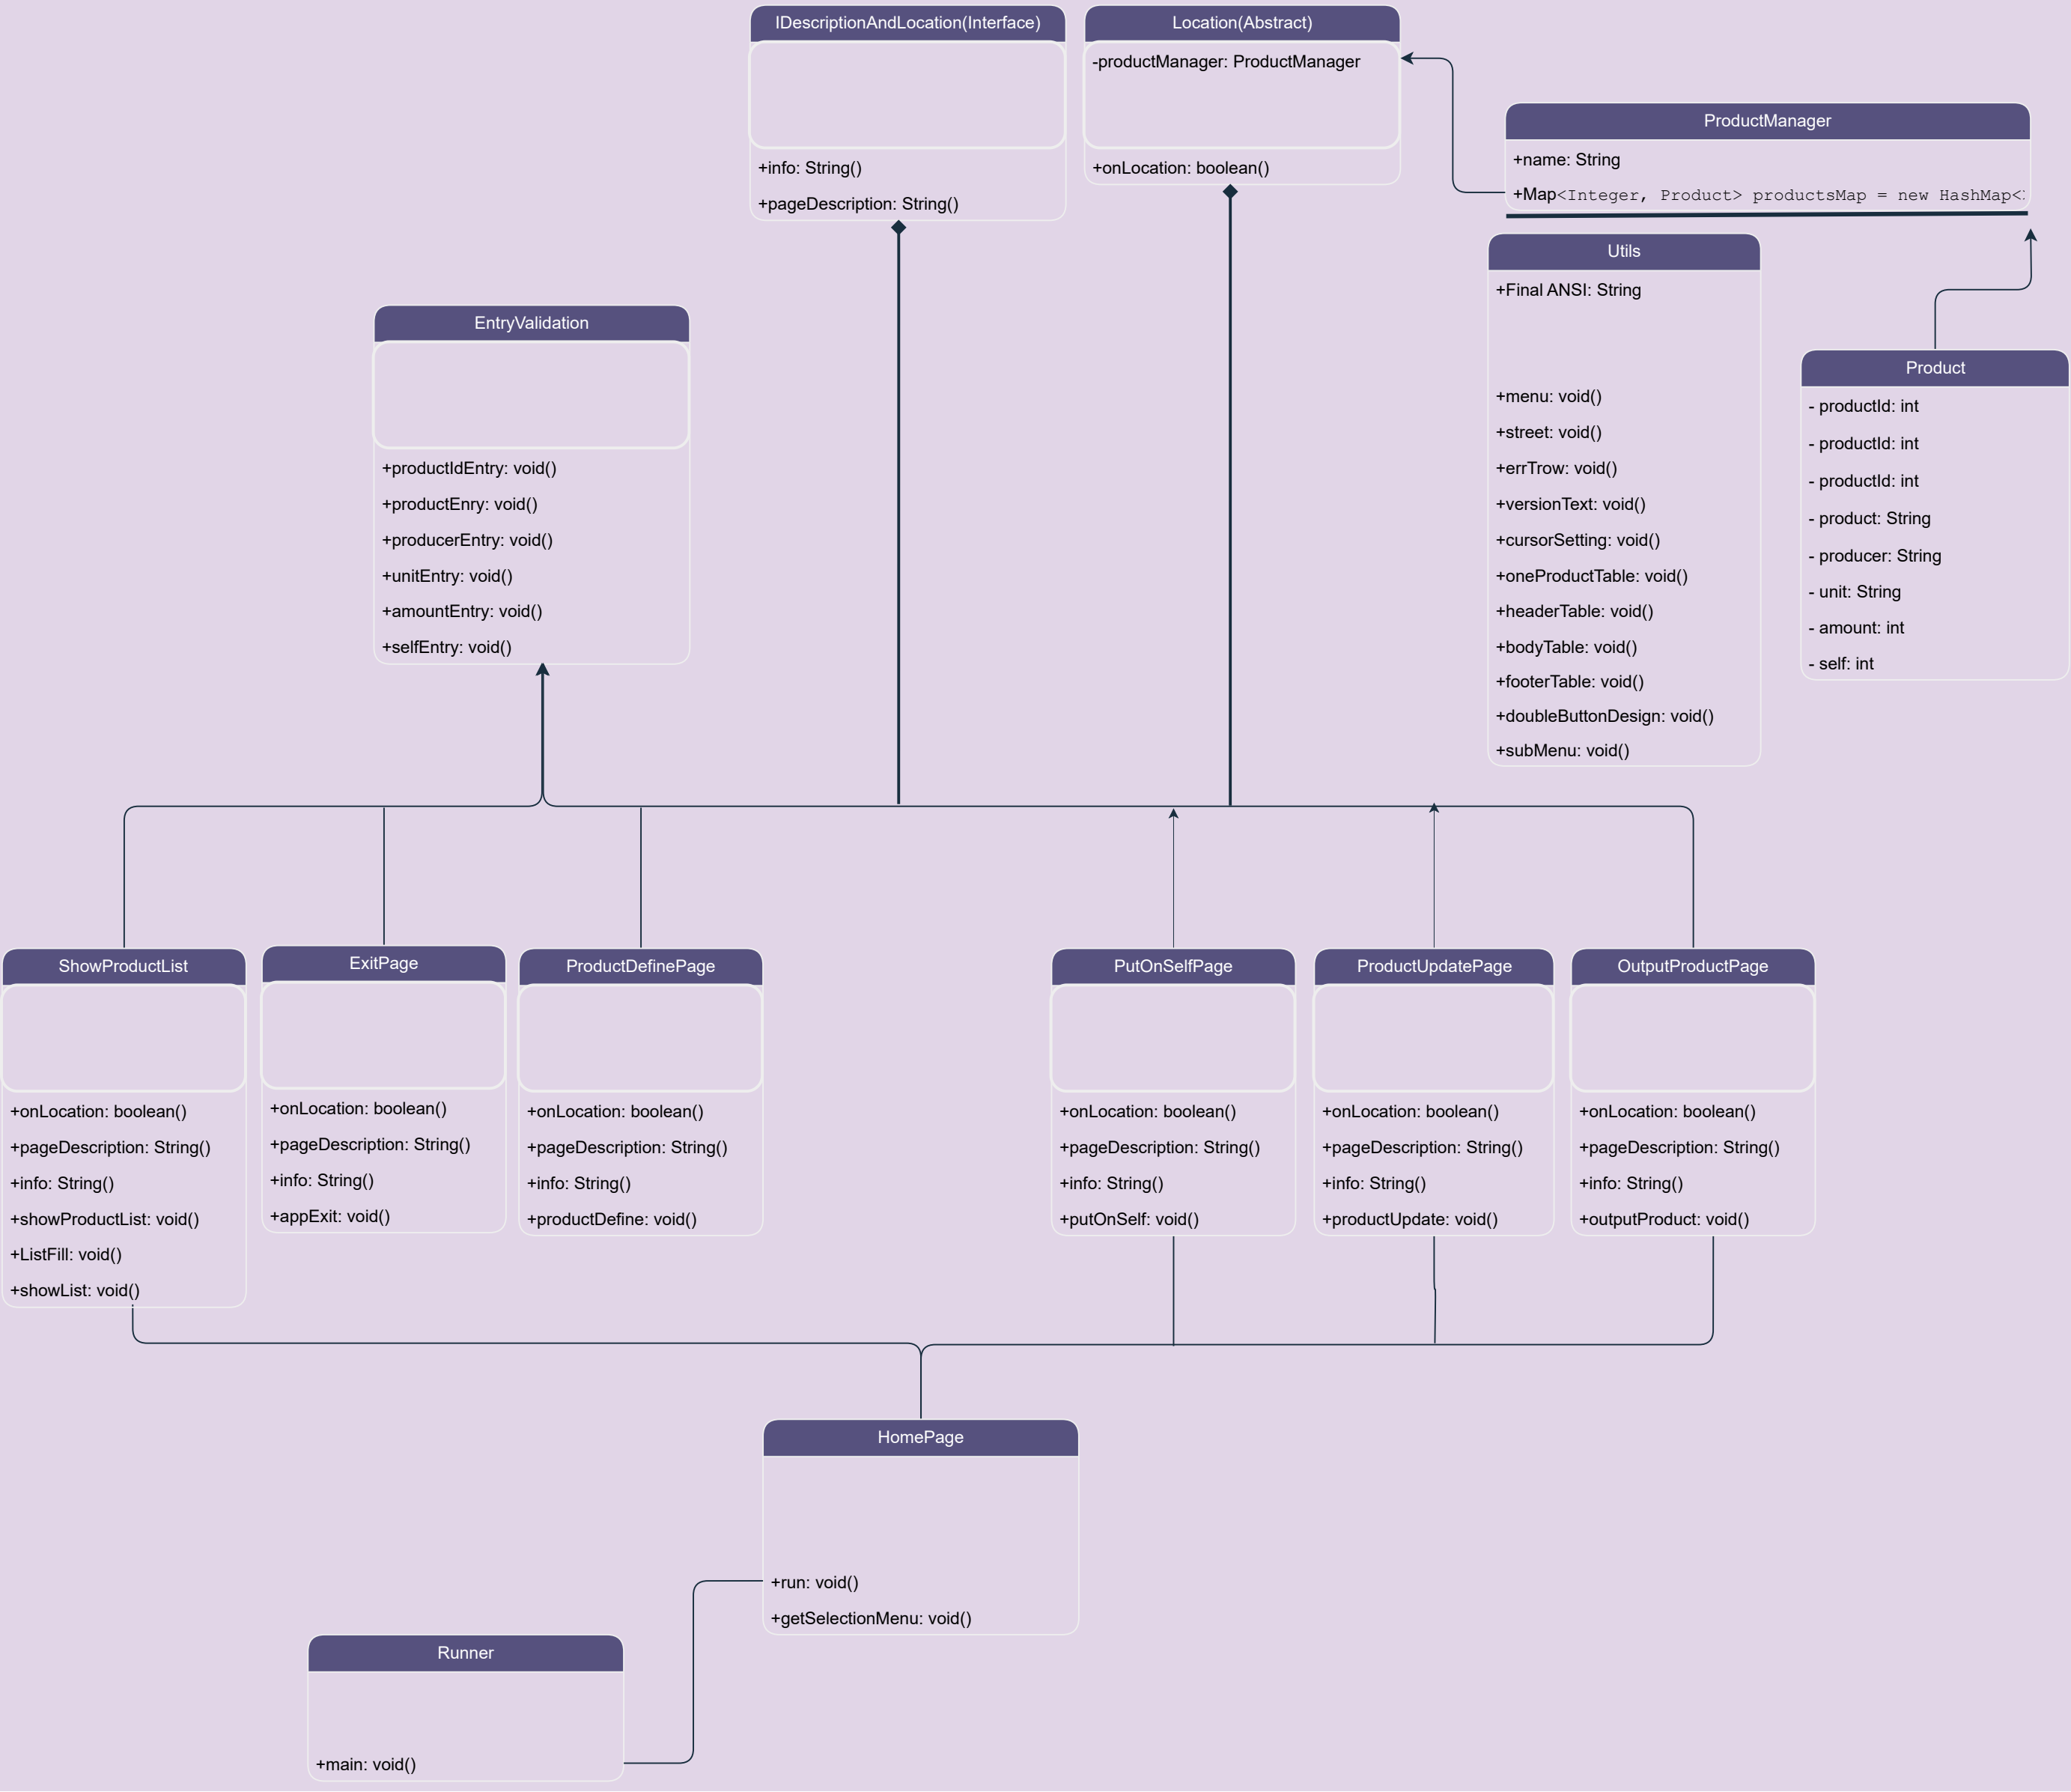 IDescriptionAndLocation(Interface)
+info: String()
+pageDescription: String()
Location(Abstract)
-productManager: ProductManager
+onLocation: boolean()
ProductManager
+name: String
+Map<Integer, Product> productsMap = new HashMap<
Utils
+Final ANSI: String
+menu: void()
+street: void()
+errTrow: void()
+versionText: void()
+cursorSetting: void()
+oneProductTable: void()
+headerTable: void()
+bodyTable: void()
+footerTable: void()
+doubleButtonDesign: void()
+subMenu: void()
Product
- productId: int
- productId: int
- productId: int
- product: String
- producer: String
- unit: String
- amount: int
- self: int
EntryValidation
+productIdEntry: void()
+productEnry: void()
+producerEntry: void()
+unitEntry: void()
+amountEntry: void()
+selfEntry: void()
ShowProductList
+onLocation: boolean()
+pageDescription: String()
+info: String()
+showProductList: void()
+ListFill: void()
+showList: void()
ExitPage
+onLocation: boolean()
+pageDescription: String()
+info: String()
+appExit: void()
ProductDefinePage
+onLocation: boolean()
+pageDescription: String()
+info: String()
+productDefine: void()
PutOnSelfPage
+onLocation: boolean()
+pageDescription: String()
+info: String()
+putOnSelf: void()
ProductUpdatePage
+onLocation: boolean()
+pageDescription: String()
+info: String()
+productUpdate: void()
OutputProductPage
+onLocation: boolean()
+pageDescription: String()
+info: String()
+outputProduct: void()
HomePage
+run: void()
+getSelectionMenu: void()
Runner
+main: void()